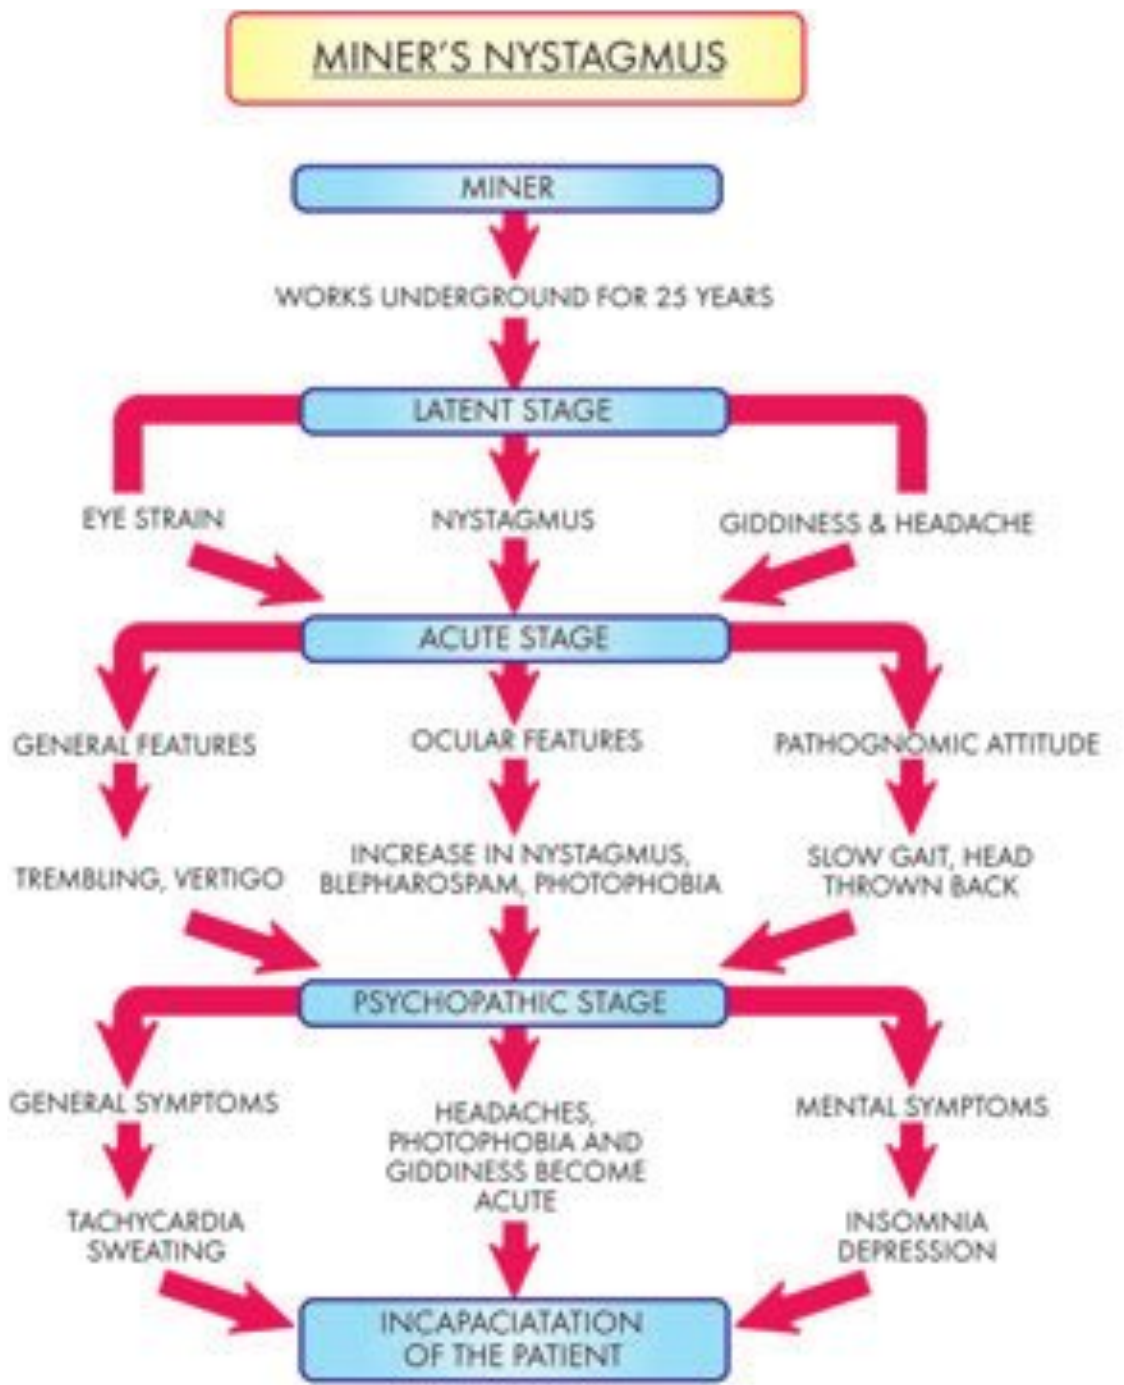 MINER'S NYSTAGMUS
MINER
WORKS UNDERGROUND FOR 25 YEARS
LATENT STAGE
EYE STRAIN
NYSTAGMUS
GIDDINESS & HEADACHE
ACUTE STAGE
GENERAL FEATURES
OCULAR FEATURES
PATHOGNOMIC ATTITUDE
TREMBLING, VERTIGO
INCREASE IN NYSTAGMUS,
BLEPHAROSPAM, PHOTOPHOBIA
SLOW GAIT, HEAD
THROWN BACK
PSYCHOPATHIC STAGE
GENERAL SYMPTOMS
HEADACHES,
PHOTOPHOBIA AND
GIDDINESS BECOME
ACUTE
MENTAL SYMPTOMS
TACHYCARDIA
SWEATING
INSOMNIA
DEPRESSION
INCAPACIATATION
OF THE PATIENT